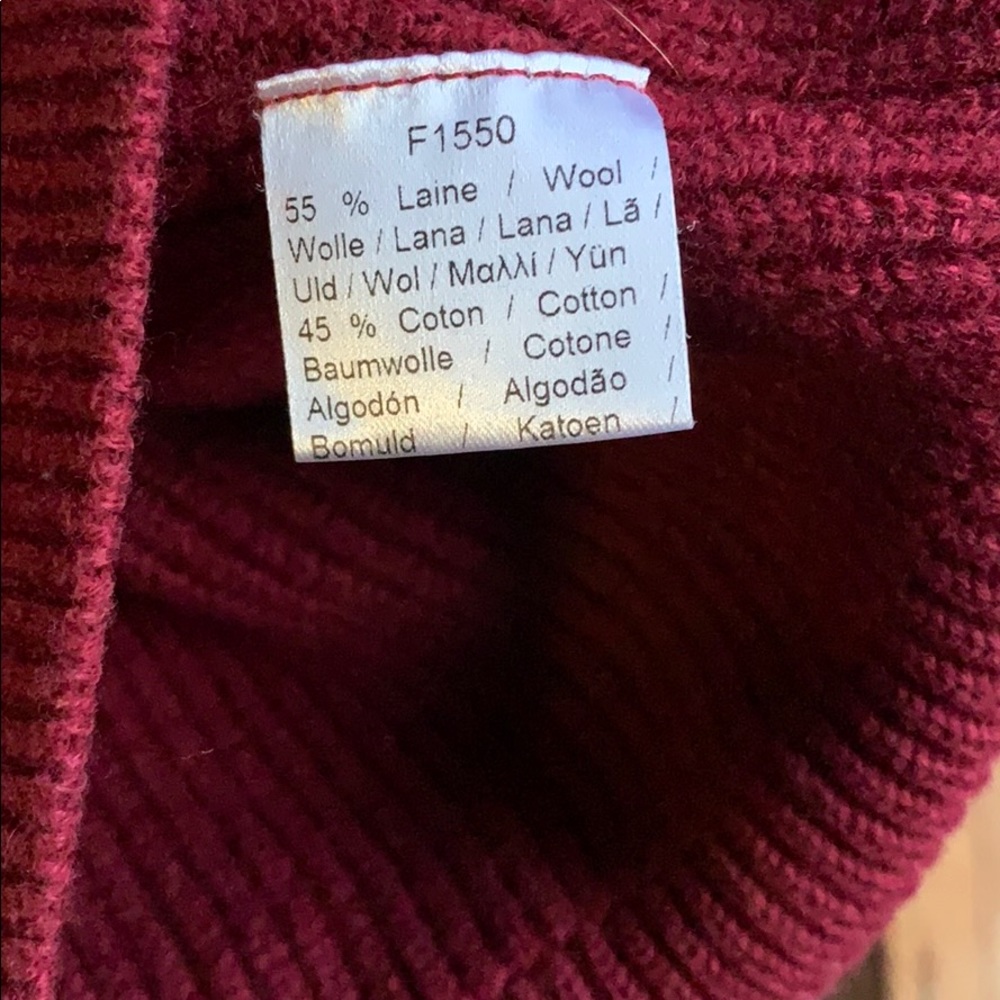 F1550
55 % Laine / Wool /
Wolle / Lana / Lana / Lã /
Uld / Wol / Μαλλί / Yün
45 % Coton / Cotton /
Baumwolle / Cotone /
Algodón / Algodão /
Bomuld / Katoen /